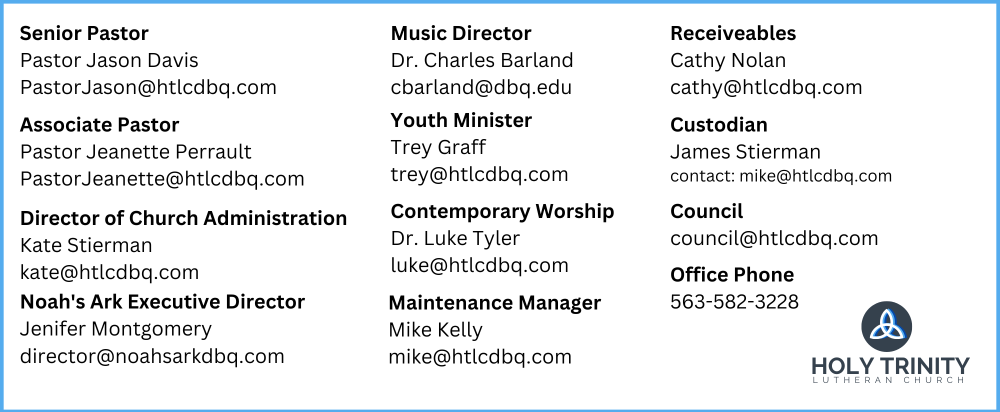 Senior Pastor
Pastor Jason Davis
PastorJason@htlcdbq.com
Associate Pastor
Pastor Jeanette Perrault
PastorJeanette@htlcdbq.com
Director of Church Administration
Kate Stierman
kate@htlcdbq.com
Noah's Ark Executive Director
Jenifer Montgomery
director@noahsarkdbq.com
Music Director
Dr. Charles Barland
cbarland@dbq.edu
Youth Minister
Trey Graff
trey@htlcdbq.com
Contemporary Worship
Dr. Luke Tyler
luke@htlcdbq.com
Maintenance Manager
Mike Kelly
mike@htlcdbq.com
Receiveables
Cathy Nolan
cathy@htlcdbq.com
Custodian
James Stierman
contact: mike@htlcdbq.com
Council
council@htlcdbq.com
Office Phone
563-582-3228
HOLY TRINITY
LUTHERAN CHURCH